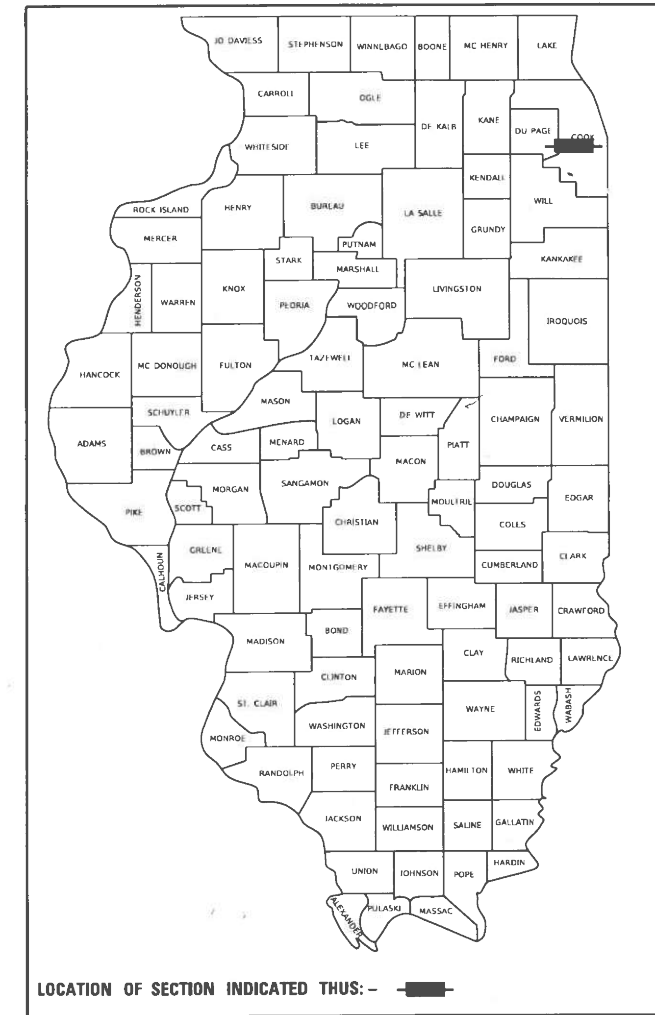 JO DAVIESS STEPHENSON WINNEBAGO BOONE MC HENRY LAKE
CARROLL OGLE DE KALB KANE DU PAGE COOK
WHITESIDE LEE
KENDALL WILL
ROCK ISLAND HENRY BUREAU LA SALLE
MERCER PUTNAM GRUNDY
STARK MARSHALL KANKAKEE
HENDERSON WARREN KNOX PEORIA WOODFORD LIVINGSTON IROQUOIS
HANCOCK MC DONOUGH FULTON TAZEWELL MC LEAN FORD
SCHUYLER MASON LOGAN DE WITT CHAMPAIGN VERMILION
ADAMS BROWN CASS MENARD MACON PIATT
PIKE SCOTT MORGAN SANGAMON CHRISTIAN MOULTRIE DOUGLAS EDGAR
COLES
CALHOUN GREENE MACOUPIN MONTGOMERY SHELBY CUMBERLAND CLARK
JERSEY FAYETTE EFFINGHAM JASPER CRAWFORD
MADISON BOND CLAY RICHLAND LAWRENCE
CLINTON MARION
ST. CLAIR WASHINGTON JEFFERSON WAYNE EDWARDS WABASH
MONROE
RANDOLPH PERRY FRANKLIN HAMILTON WHITE
JACKSON WILLIAMSON SALINE GALLATIN
UNION JOHNSON POPE HARDIN
ALEXANDER PULASKI MASSAC
LOCATION OF SECTION INDICATED THUS: -